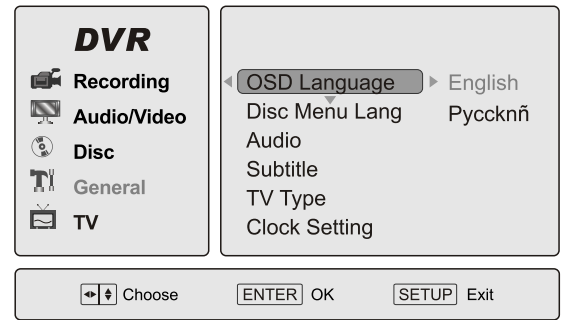 DVR
Recording
Audio/Video
Disc
General
TV
OSD Language English
Disc Menu Lang Pyccknñ
Audio
Subtitle
TV Type
Clock Setting
Choose ENTER OK SETUP Exit